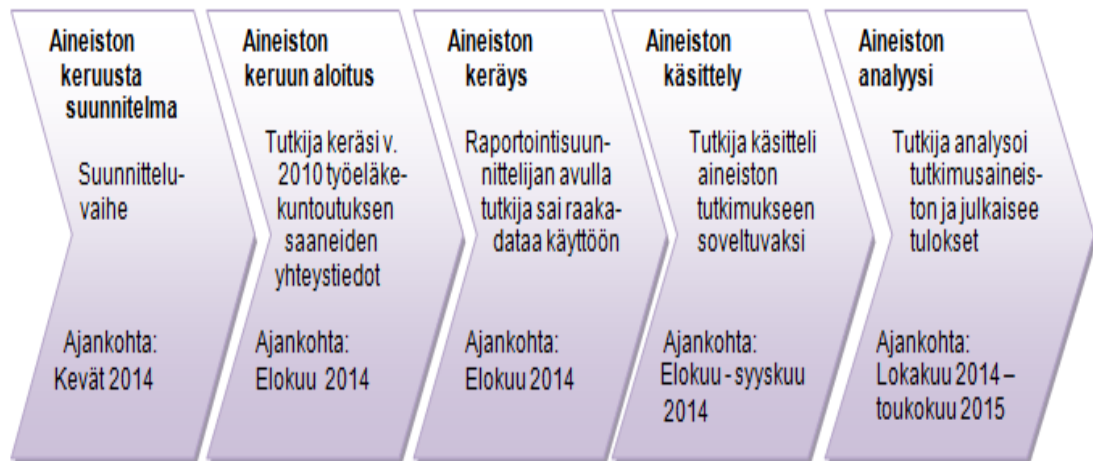 Aineiston
keruusta
suunnitelma
Suunnittelu-
vaihe
Ajankohta:
Kevät 2014
Aineiston
keruun aloitus
Tutkija keräsi v.
2010 työeläke-
kuntoutuksen
saaneiden
yhteystiedot
Ajankohta:
Elokuu 2014
Aineiston
keräys
Raportointisuun-
nittelijan avulla
tutkija sai raaka-
dataa käyttöön
Ajankohta:
Elokuu 2014
Aineiston
käsittely
Tutkija käsitteli
aineiston
tutkimukseen
soveltuvaksi
Ajankohta:
Elokuu - syyskuu
2014
Aineiston
analyysi
Tutkija analysoi
tutkimusaineis-
ton ja julkaisee
tulokset
Ajankohta:
Lokakuu 2014 –
toukokuu 2015